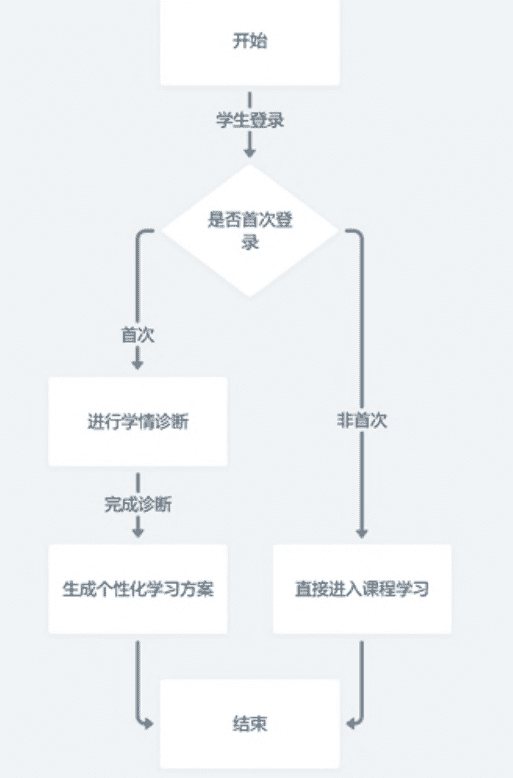 开始
学生登录
是否首次登
录
首次
进行学情诊断
非首次
完成诊断
生成个性化学习方案
直接进入课程学习
结束